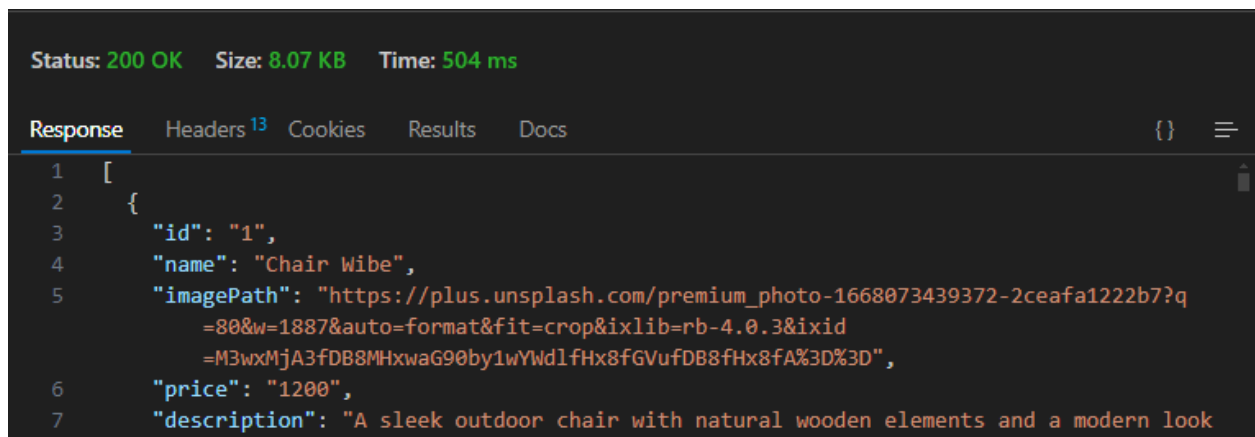 Status: 200 OK Size: 8.07 KB Time: 504 ms
Response Headers 13 Cookies Results Docs {}
1 [
2 {
3 "id": "1",
4 "name": "Chair Wibe",
5 "imagePath": "https://plus.unsplash.com/premium_photo-1668073439372-2ceafa1222b7?q
=80&w=1887&auto=format&fit=crop&ixlib=rb-4.0.3&ixid
=M3wxMjA3fDB8MHxwaG90by1wYWdlfHx8fGVufDB8fHx8fA%3D%3D",
6 "price": "1200",
7 "description": "A sleek outdoor chair with natural wooden elements and a modern look